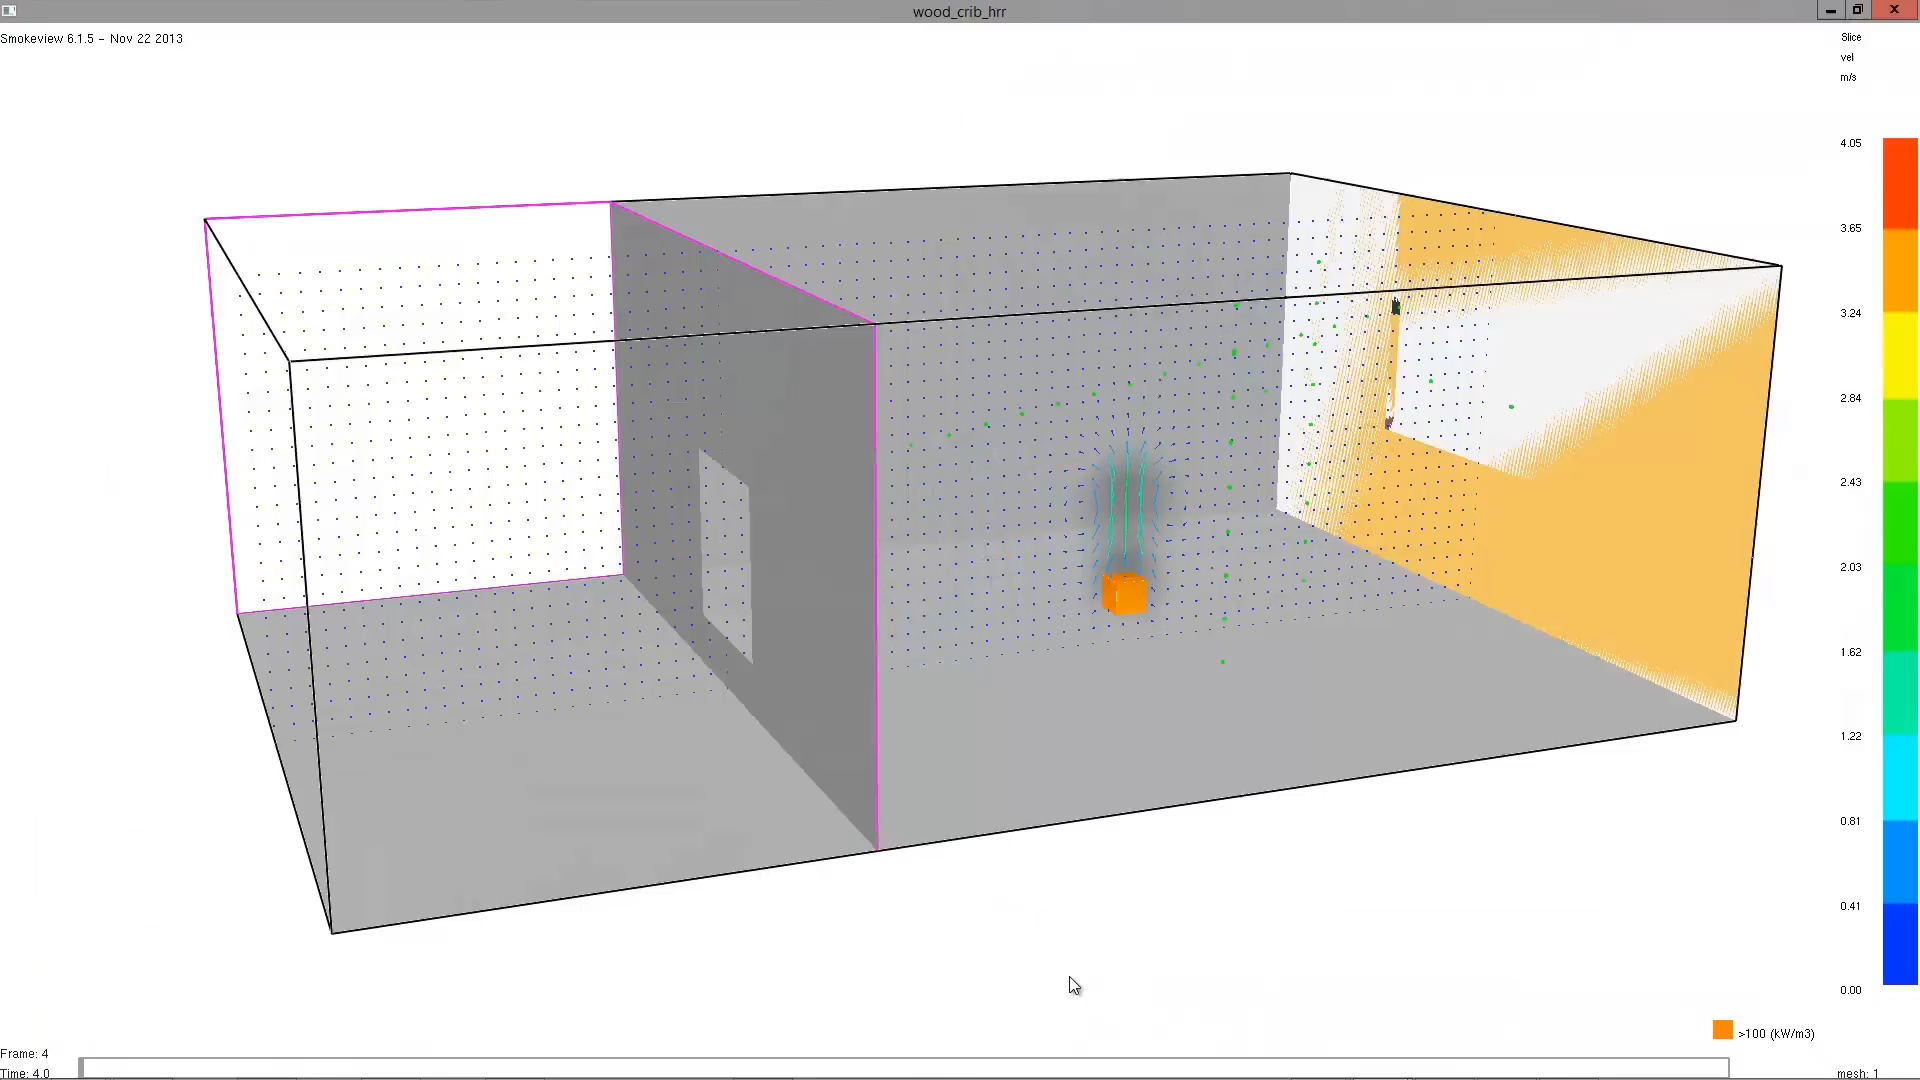 wood_crib_hrr
Smokeview 6.1.5 - Nov 22 2013
Slice
vel
m/s
4.05
3.65
3.24
2.84
2.43
2.03
1.62
1.22
0.81
0.41
0.00
>100 (kW/m3)
Frame: 4
Time: 4.0
mesh: 1